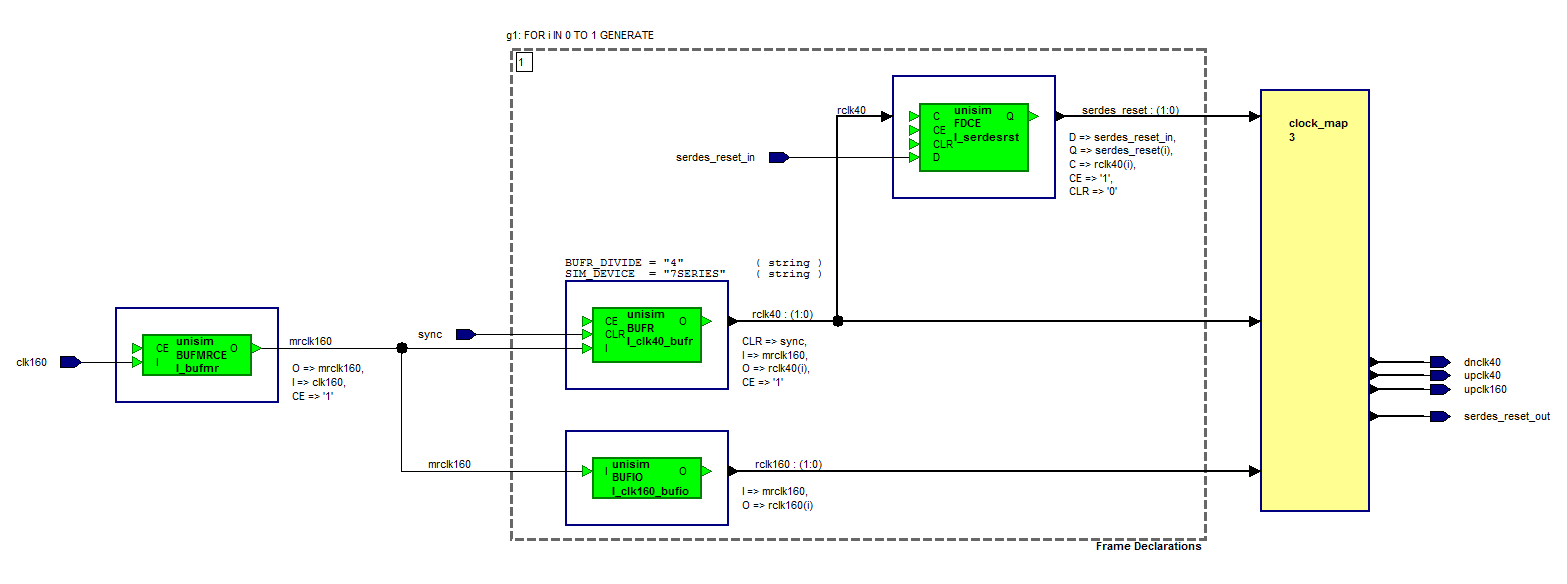 g1: FOR i IN 0 TO 1 GENERATE
1
rclk40
C
CE
CLR
D
unisim
FDCE
I_serdesrst
Q
serdes_reset : (1:0)
D => serdes_reset_in,
Q => serdes_reset(i),
C => rclk40(i),
CE => '1',
CLR => '0'
serdes_reset_in
clock_map
3
BUFR_DIVIDE = "4" ( string )
SIM_DEVICE = "7SERIES" ( string )
clk160
CE
I
unisim
BUFMRCE
I_bufmr
O
mrclk160
O => mrclk160,
I => clk160,
CE => '1'
sync
CE
CLR
I
unisim
BUFR
I_clk40_bufr
O
rclk40 : (1:0)
CLR => sync,
I => mrclk160,
O => rclk40(i),
CE => '1'
mrclk160
I
unisim
BUFIO
I_clk160_bufio
O
rclk160 : (1:0)
I => mrclk160,
O => rclk160(i)
dnclk40
upclk40
upclk160
serdes_reset_out
Frame Declarations